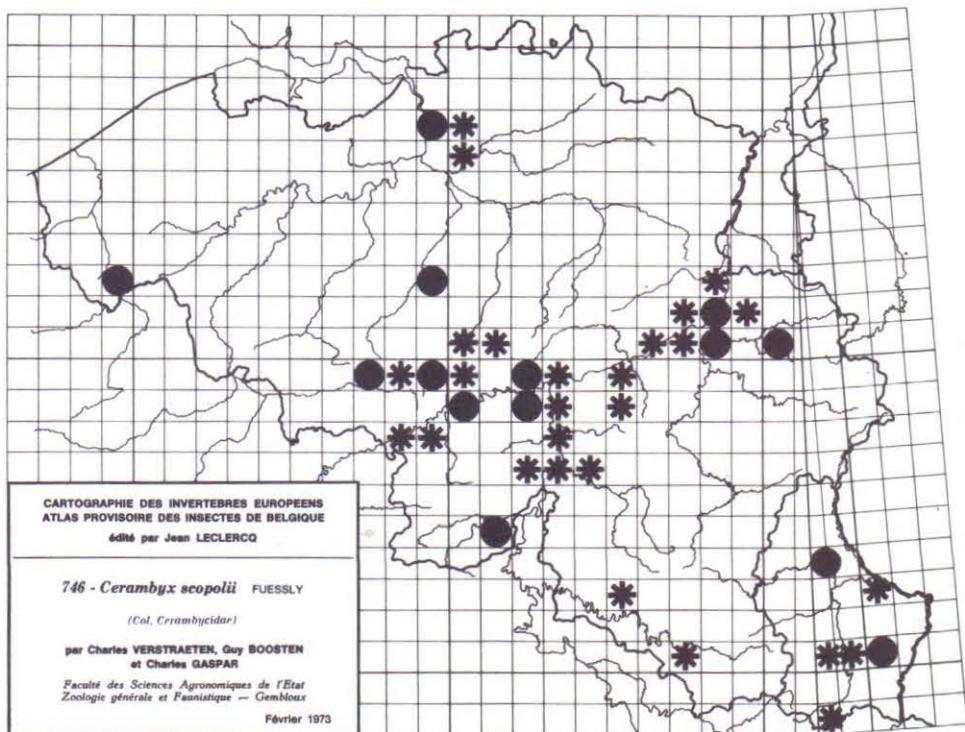 CARTOGRAPHIE DES INVERTEBRES EUROPEENS
ATLAS PROVISOIRE DES INSECTES DE BELGIQUE
édité par Jean LECLERCQ
746 - Cerambyx scopolii FUESSLY
(Col. Cerambycidae)
par Charles VERSTRAETEN, Guy BOOSTEN
et Charles GASPAR
Faculté des Sciences Agronomiques de l'Etat
Zoologie générale et Faunistique — Gembloux
Février 1973